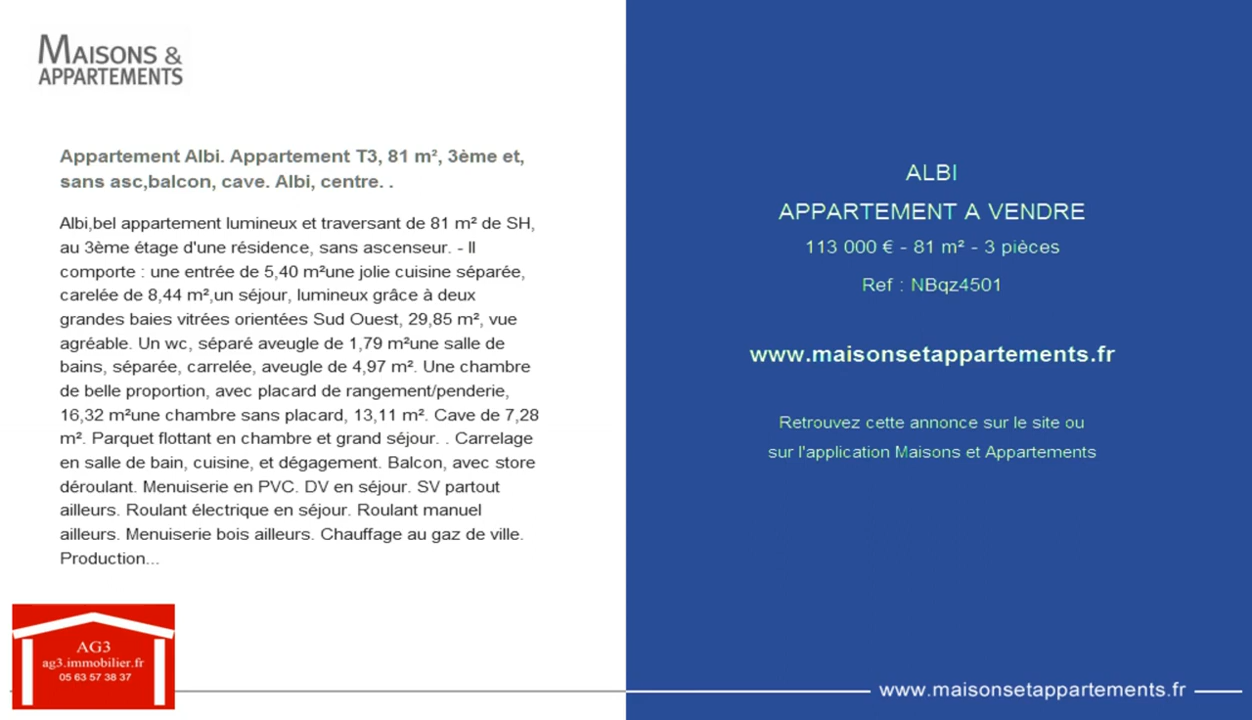 MAISONS &
APPARTEMENTS
Appartement Albi. Appartement T3, 81 m², 3ème et,
sans asc,balcon, cave. Albi, centre. .
Albi,bel appartement lumineux et traversant de 81 m² de SH,
au 3ème étage d'une résidence, sans ascenseur. - Il
comporte : une entrée de 5,40 m²une jolie cuisine séparée,
carelée de 8,44 m²,un séjour, lumineux grâce à deux
grandes baies vitrées orientées Sud Ouest, 29,85 m², vue
agréable. Un wc, séparé aveugle de 1,79 m²une salle de
bains, séparée, carrelée, aveugle de 4,97 m². Une chambre
de belle proportion, avec placard de rangement/penderie,
16,32 m²une chambre sans placard, 13,11 m². Cave de 7,28
m². Parquet flottant en chambre et grand séjour. . Carrelage
en salle de bain, cuisine, et dégagement. Balcon, avec store
déroulant. Menuiserie en PVC. DV en séjour. SV partout
ailleurs. Roulant électrique en séjour. Roulant manuel
ailleurs. Menuiserie bois ailleurs. Chauffage au gaz de ville.
Production...
AG3
ag3.immobilier.fr
05 63 57 38 37
ALBI
APPARTEMENT A VENDRE
113 000 € - 81 m² - 3 pièces
Ref : NBqz4501
www.maisonsetappartements.fr
Retrouvez cette annonce sur le site ou
sur l'application Maisons et Appartements
www.maisonsetappartements.fr